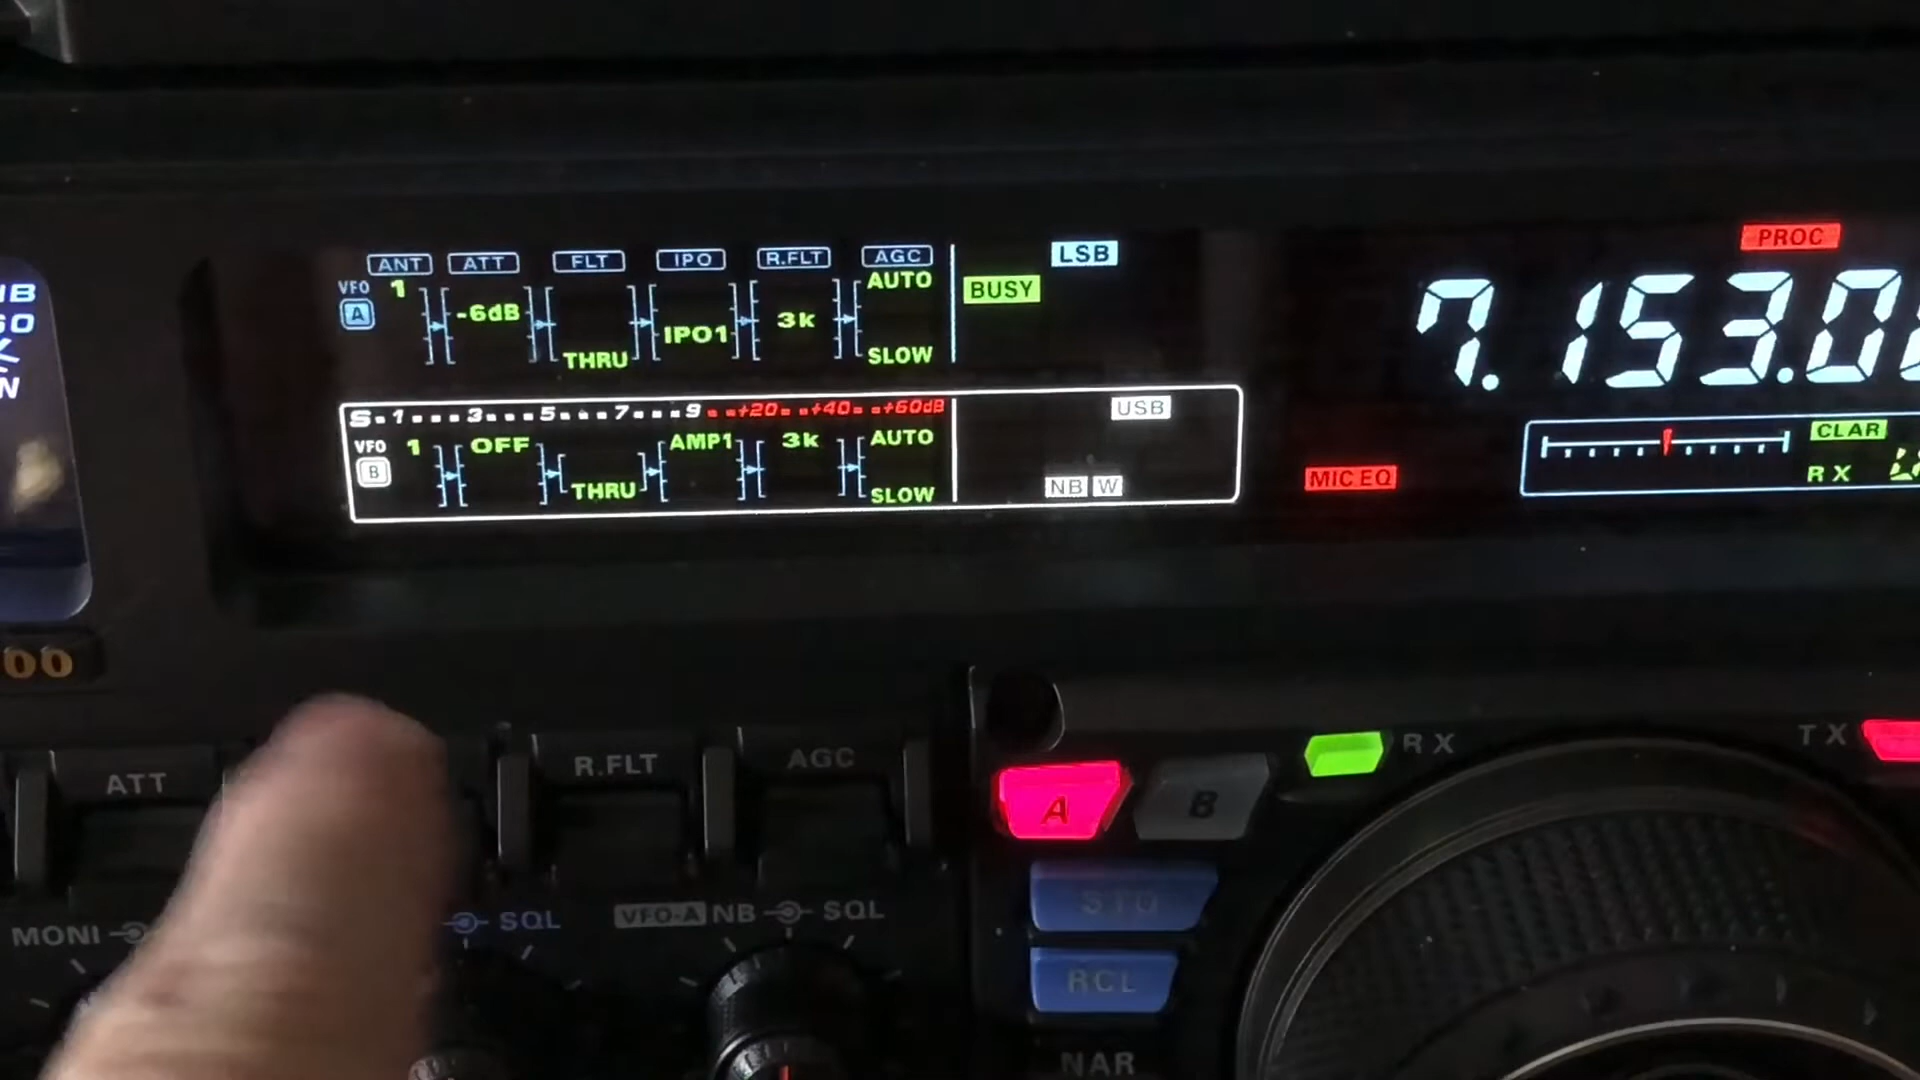 ANT ATT FLT IPO R.FLT AGC
VFO A 1 -6dB THRU IPO1 3k AUTO SLOW
BUSY
LSB
PROC
7.153.0
S 1 3 5 7 9 +20 +40 +60dB
VFO B 1 OFF THRU AMP1 3k AUTO SLOW
USB
NB W
MIC EQ
CLAR
RX
00
ATT
R.FLT
AGC
A
B
RX
TX
MONI
SQL
VFO-A NB SQL
STO
RCL
NAR